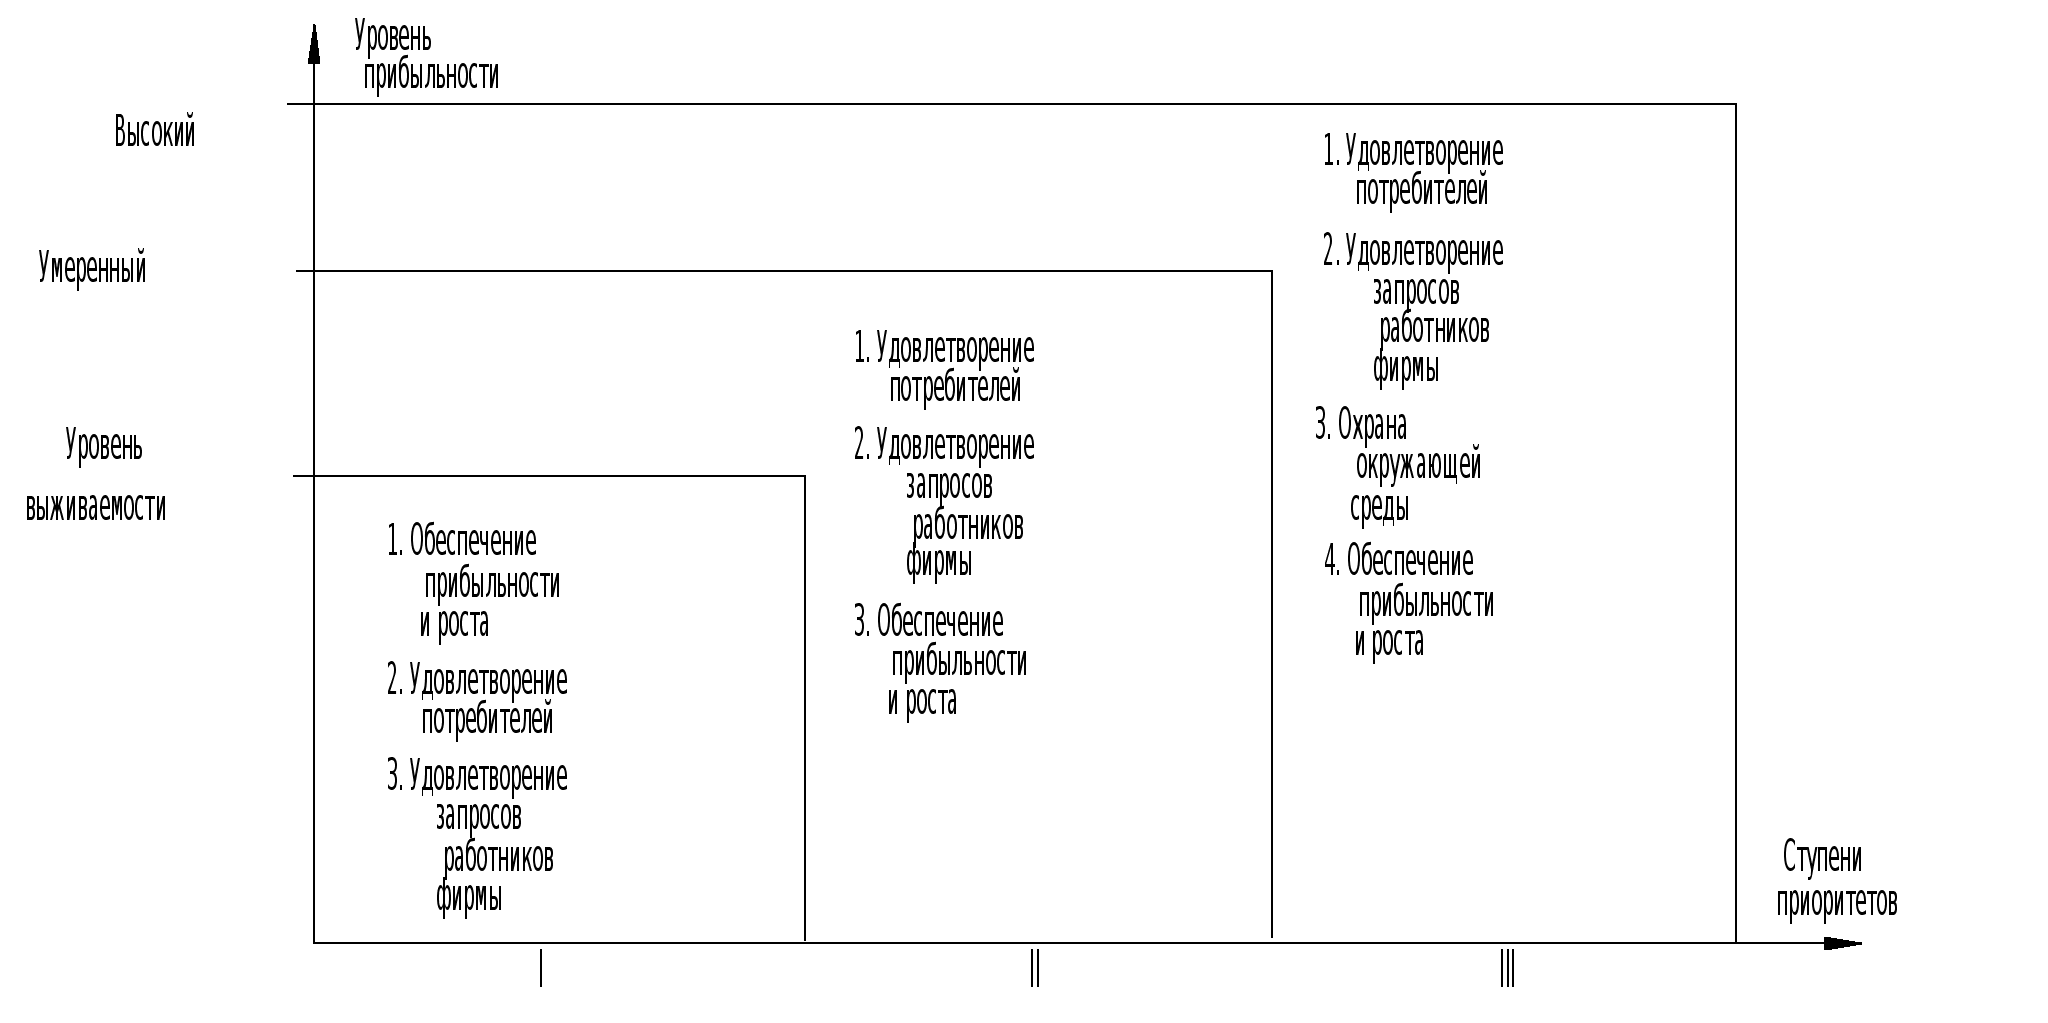 Уровень
прибыльности
Высокий
Умеренный
Уровень
выживаемости
1. Обеспечение
прибыльности
и роста
2. Удовлетворение
потребителей
3. Удовлетворение
запросов
работников
фирмы
1. Удовлетворение
потребителей
2. Удовлетворение
запросов
работников
фирмы
3. Обеспечение
прибыльности
и роста
1. Удовлетворение
потребителей
2. Удовлетворение
запросов
работников
фирмы
3. Охрана
окружающей
среды
4. Обеспечение
прибыльности
и роста
Ступени
приоритетов
I
II
III